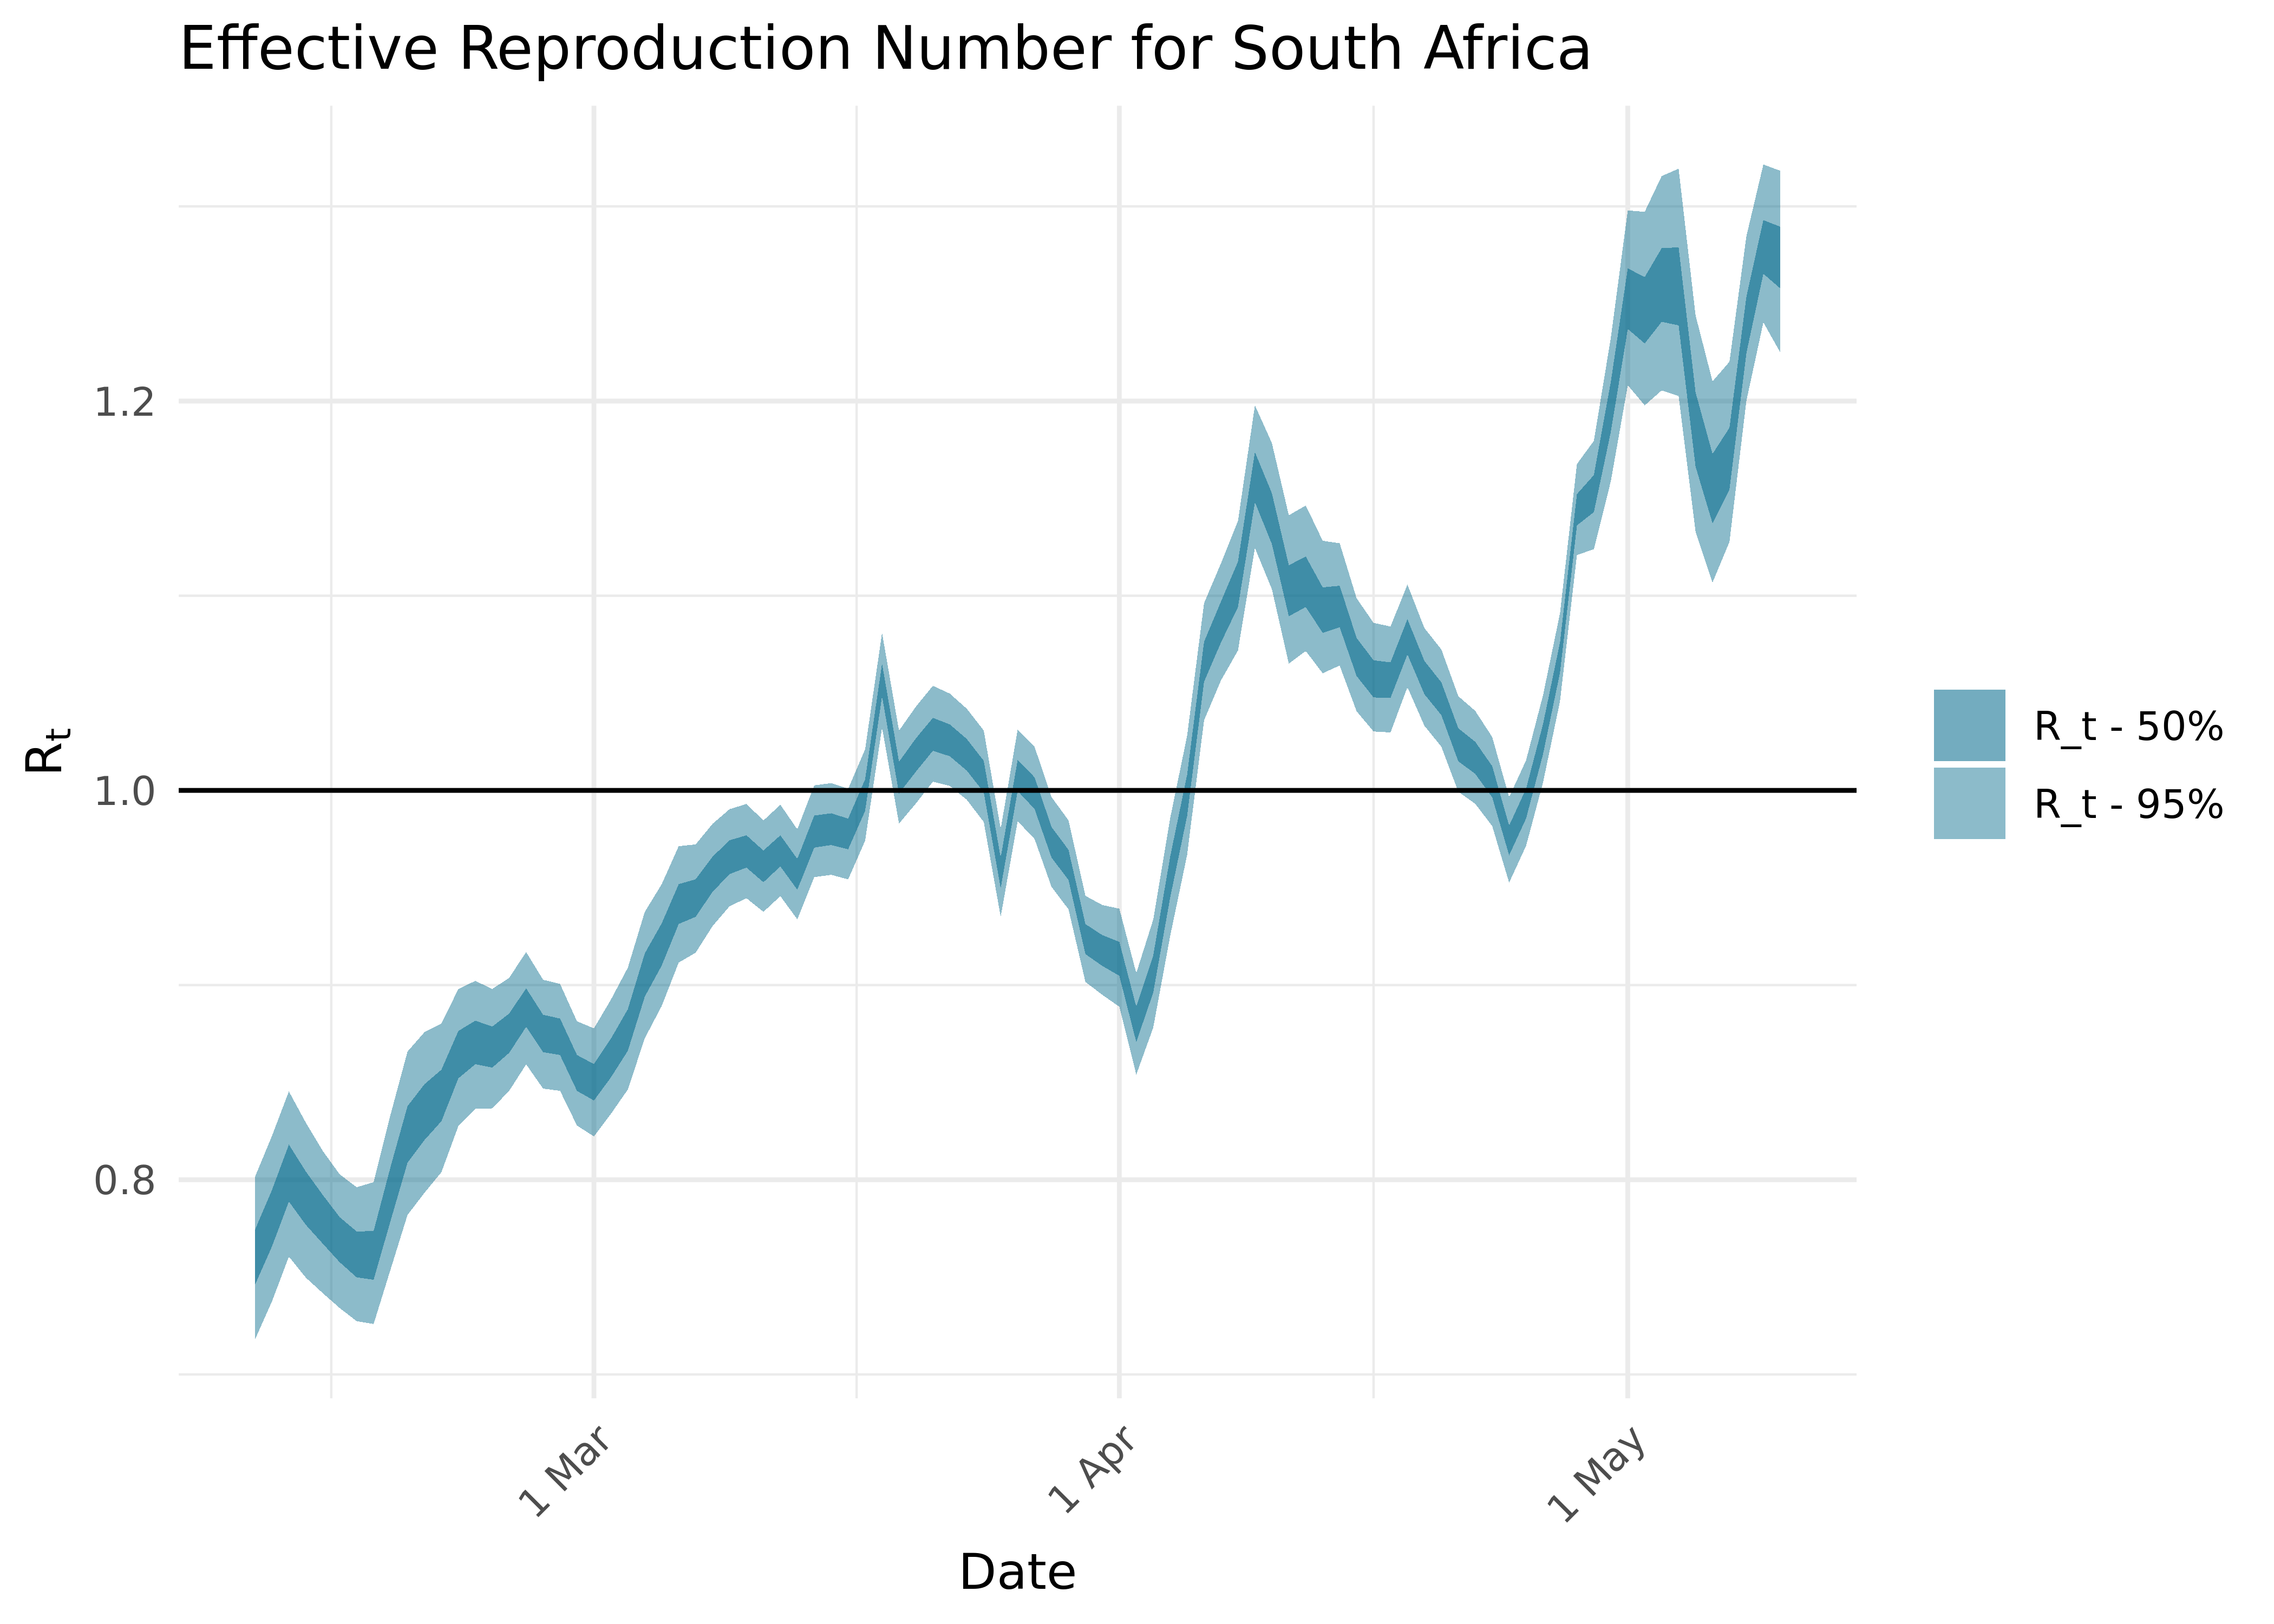 Effective Reproduction Number for South Africa
R_t
1.2
1.0
0.8
1 Mar
1 Apr
1 May
Date
R_t - 50%
R_t - 95%